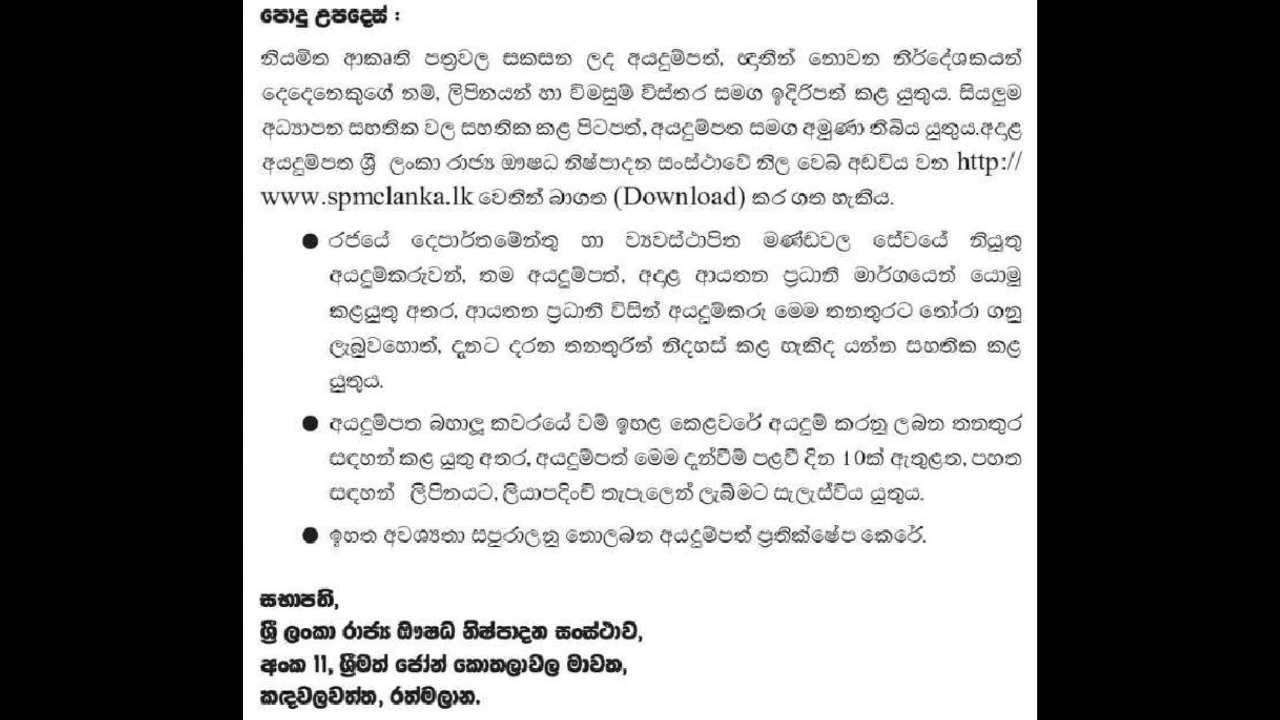 පොදු උපදෙස් :
නියමිත ආකෘති පත්‍රවල සකසන ලද අයදුම්පත්, ඥාතීන් නොවන නිර්දේශකයන්
දෙදෙනෙකුගේ නම්, ලිපිනයන් හා විමසුම් විස්තර සමග ඉදිරිපත් කළ යුතුය. සියලුම
අධ්‍යාපන සහතික වල සහතික කළ පිටපත්, අයදුම්පත සමග අමුණා තිබිය යුතුය.අදාළ
අයදුම්පත ශ්‍රී ලංකා රාජ්‍ය ඖෂධ නිෂ්පාදන සංස්ථාවේ නිල වෙබ් අඩවිය වන http://
www.spmclanka.lk වෙතින් බාගත (Download) කර ගත හැකිය.
● රජයේ දෙපාර්තමේන්තු හා ව්‍යවස්ථාපිත මණ්ඩවල සේවයේ නියුතු
අයදුම්කරුවන්, තම අයදුම්පත්, අදාළ ආයතන ප්‍රධානී මාර්ගයෙන් යොමු
කළයුතු අතර, ආයතන ප්‍රධානී විසින් අයදුම්කරු මෙම තනතුරට තෝරා ගනු
ලැබුවහොත්, දැනට දරන තනතුරින් නිදහස් කළ හැකිද යන්න සහතික කළ
යුතුය.
● අයදුම්පත බහාලූ කවරයේ වම් ඉහළ කෙළවරේ අයදුම් කරනු ලබන තනතුර
සඳහන් කළ යුතු අතර, අයදුම්පත් මෙම දැන්වීම් පළවී දින 10ක් ඇතුළත, පහත
සඳහන් ලිපිනයට, ලියාපදිංචි තැපෑලෙන් ලැබීමට සැලැස්විය යුතුය.
● ඉහත අවශ්‍යතා සපුරාලනු නොලබන අයදුම්පත් ප්‍රතික්ෂේප කෙරේ.
සභාපති,
ශ්‍රී ලංකා රාජ්‍ය ඖෂධ නිෂ්පාදන සංස්ථාව,
අංක 11, ශ්‍රීමත් ජෝන් කොතලාවල මාවත,
කඳවලවත්ත, රත්මලාන.